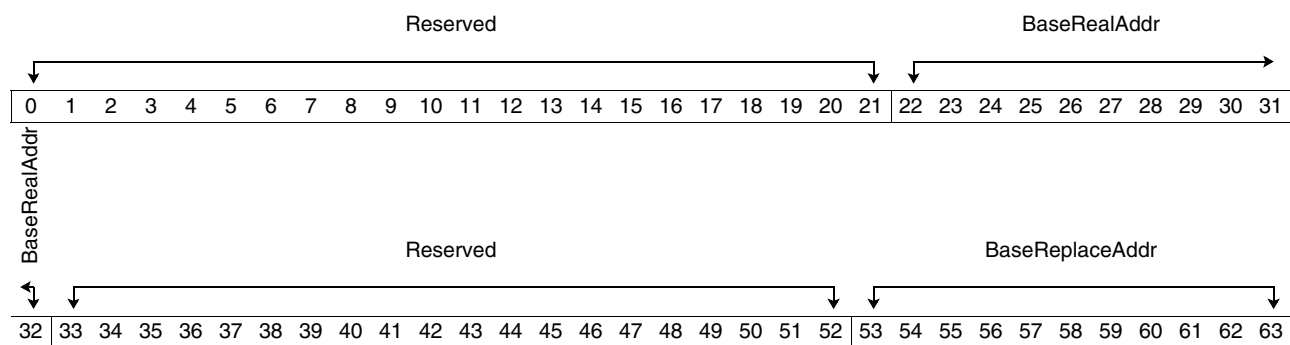 Reserved BaseRealAddr
0 1 2 3 4 5 6 7 8 9 10 11 12 13 14 15 16 17 18 19 20 21 22 23 24 25 26 27 28 29 30 31
BaseRealAddr
Reserved BaseReplaceAddr
32 33 34 35 36 37 38 39 40 41 42 43 44 45 46 47 48 49 50 51 52 53 54 55 56 57 58 59 60 61 62 63